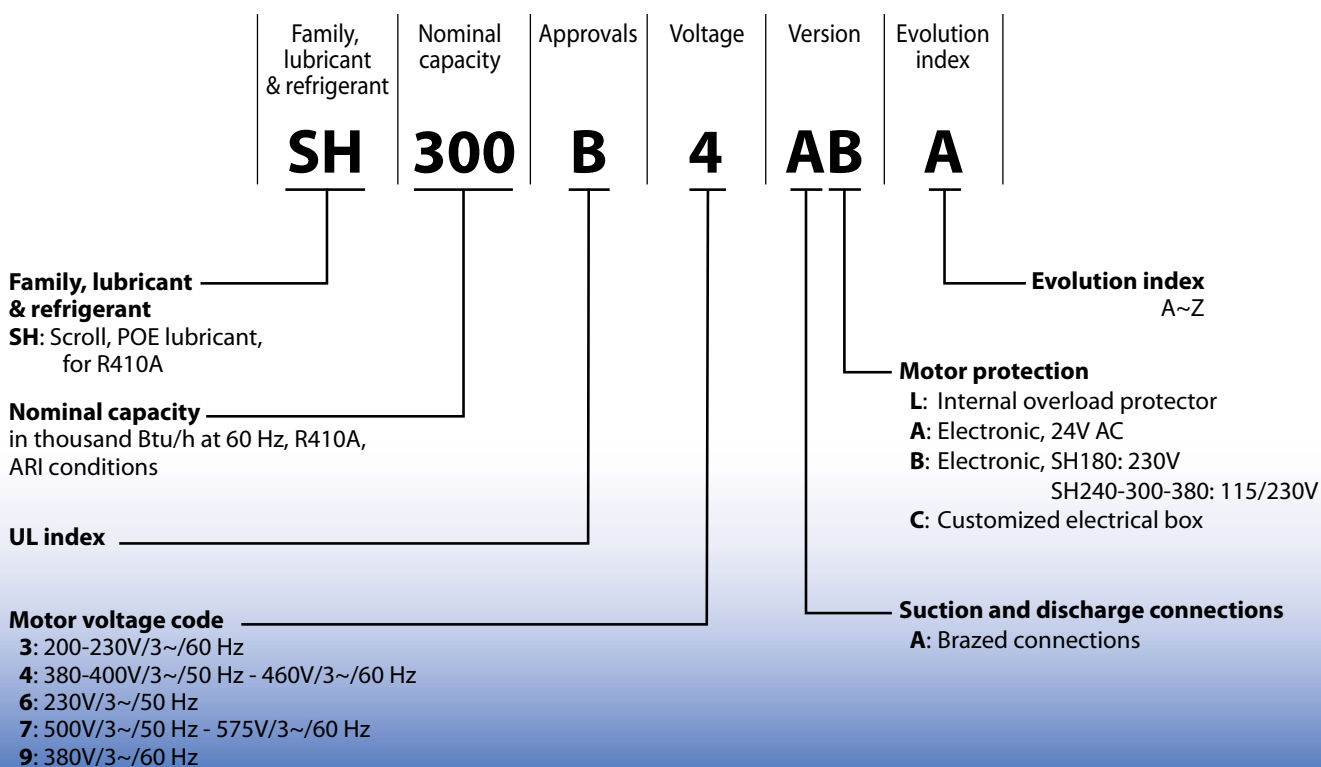 Family,
lubricant
& refrigerant
Nominal
capacity
Approvals
Voltage
Version
Evolution
index
SH 300 B 4 AB A
Family, lubricant
& refrigerant
SH: Scroll, POE lubricant,
for R410A
Nominal capacity
in thousand Btu/h at 60 Hz, R410A,
ARI conditions
UL index
Motor voltage code
3: 200-230V/3~/60 Hz
4: 380-400V/3~/50 Hz - 460V/3~/60 Hz
6: 230V/3~/50 Hz
7: 500V/3~/50 Hz - 575V/3~/60 Hz
9: 380V/3~/60 Hz
Evolution index
A~Z
Motor protection
L: Internal overload protector
A: Electronic, 24V AC
B: Electronic, SH180: 230V
SH240-300-380: 115/230V
C: Customized electrical box
Suction and discharge connections
A: Brazed connections